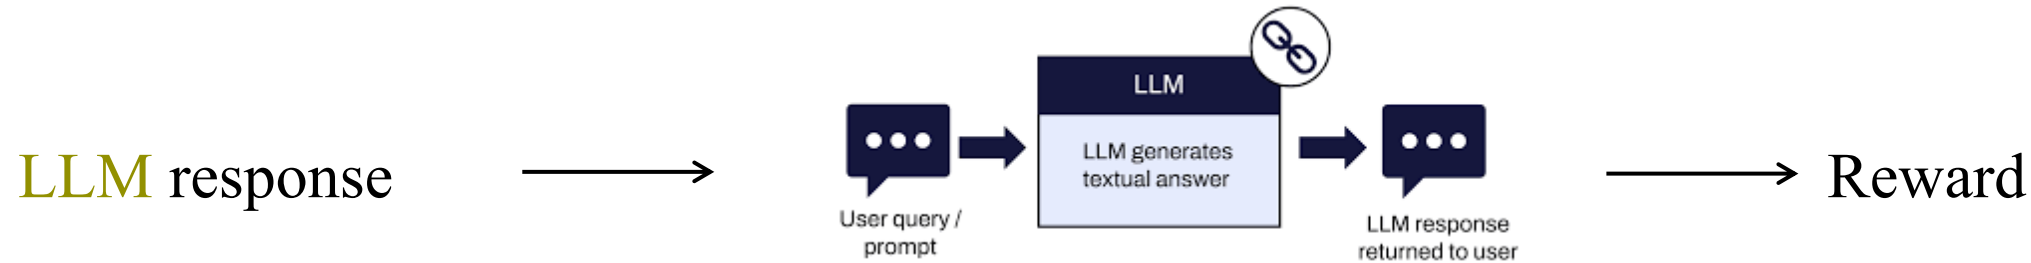 LLM response
User query /
prompt
LLM
LLM generates
textual answer
LLM response
returned to user
Reward